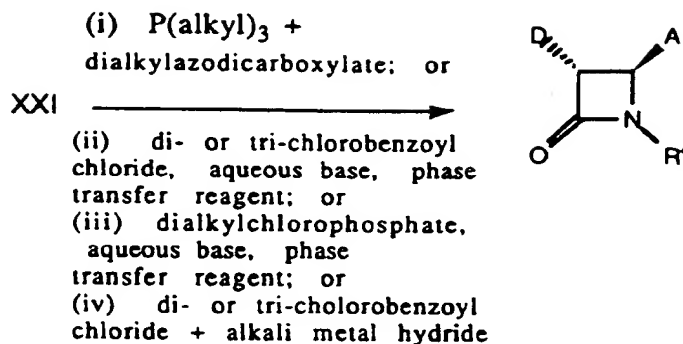 (i) P(alkyl)3 +
dialkylazodicarboxylate; or
XXI
(ii) di- or tri-chlorobenzoyl
chloride, aqueous base, phase
transfer reagent; or
(iii) dialkylchlorophosphate,
aqueous base, phase
transfer reagent; or
(iv) di- or tri-cholorobenzoyl
chloride + alkali metal hydride
D A
O N R'